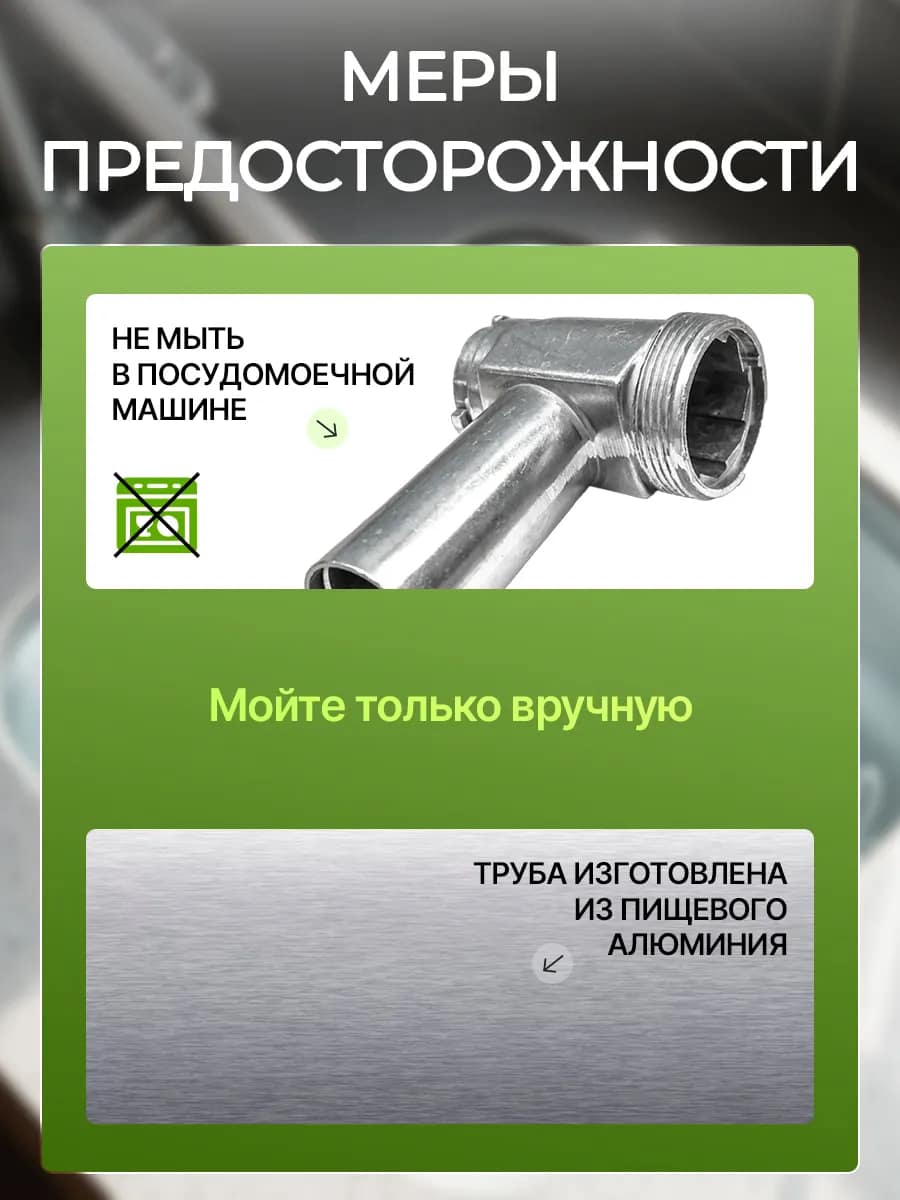 МЕРЫ
ПРЕДОСТОРОЖНОСТИ
НЕ МЫТЬ
В ПОСУДОМОЕЧНОЙ
МАШИНЕ
Мойте только вручную
ТРУБА ИЗГОТОВЛЕНА
ИЗ ПИЩЕВОГО
АЛЮМИНИЯ